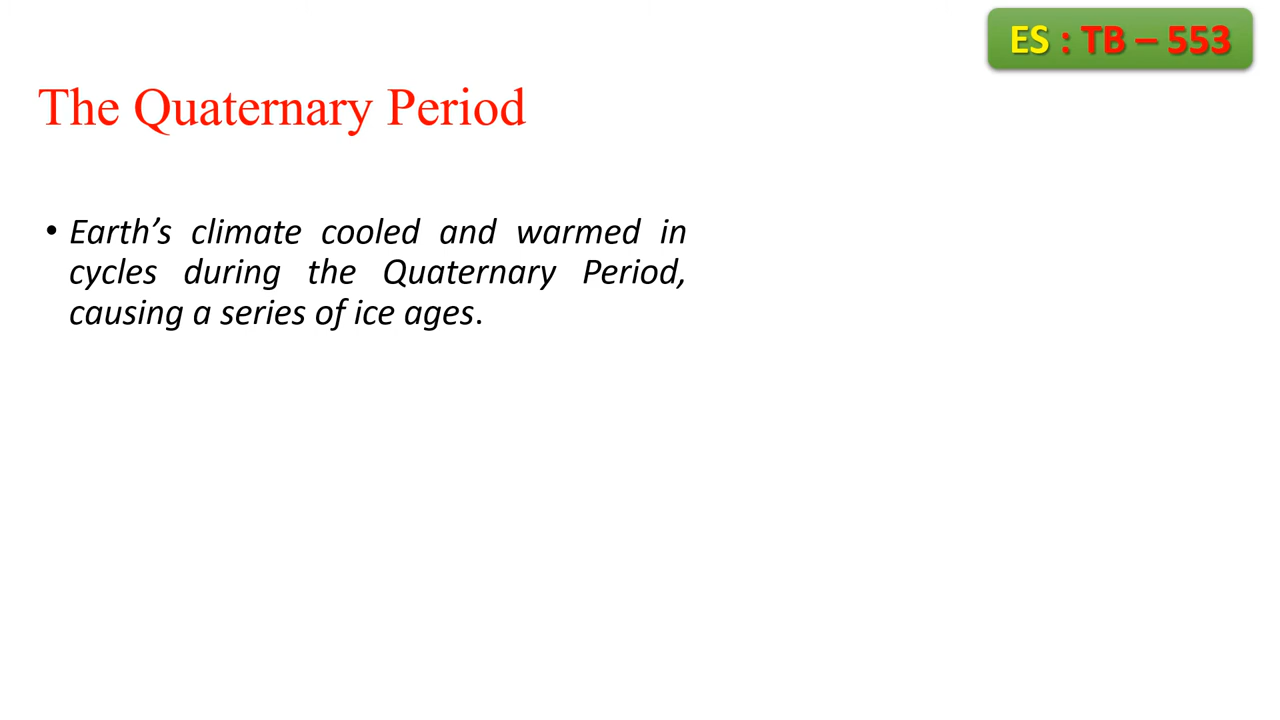 ES : TB – 553
The Quaternary Period
• Earth’s climate cooled and warmed in
cycles during the Quaternary Period,
causing a series of ice ages.